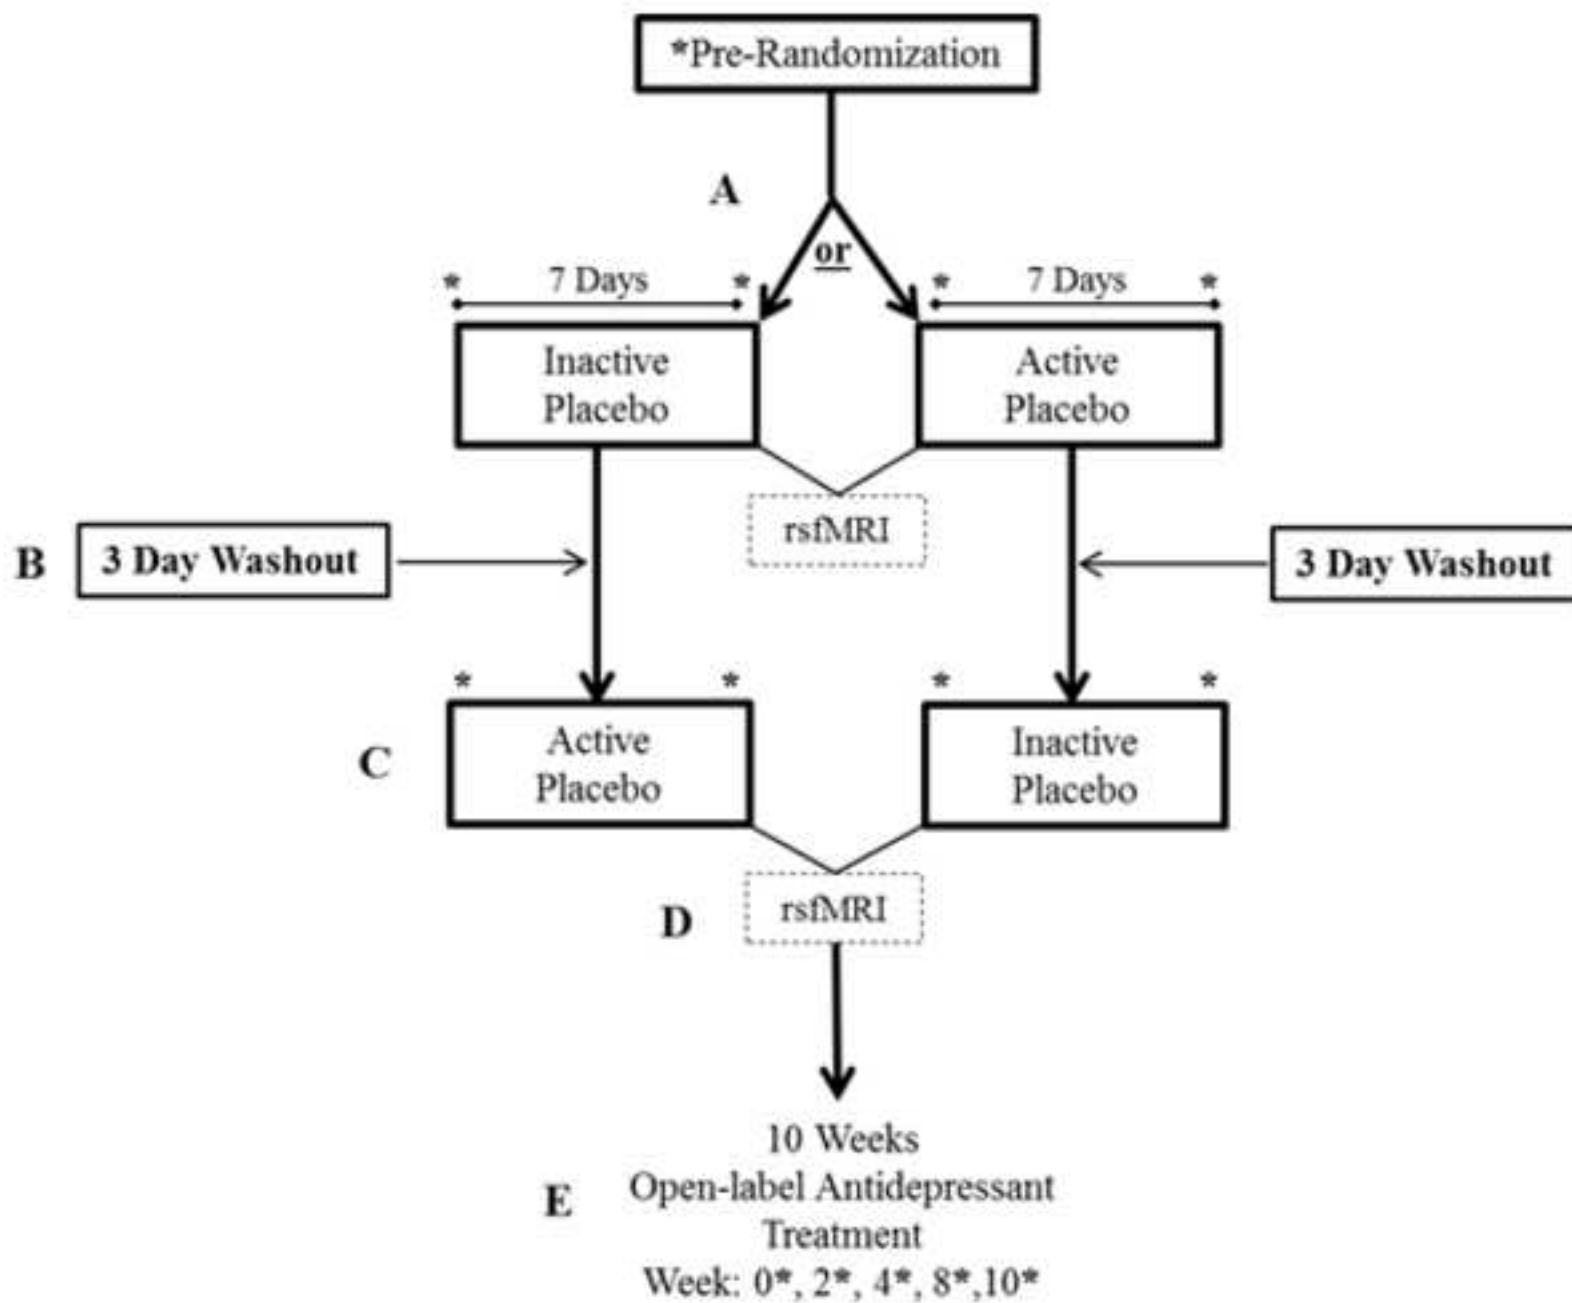 *Pre-Randomization
A
or
* 7 Days *
* 7 Days *
Inactive
Placebo
Active
Placebo
rsfMRI
B
3 Day Washout
3 Day Washout
* *
* *
C
Active
Placebo
Inactive
Placebo
D
rsfMRI
10 Weeks
E
Open-label Antidepressant
Treatment
Week: 0*, 2*, 4*, 8*,10*